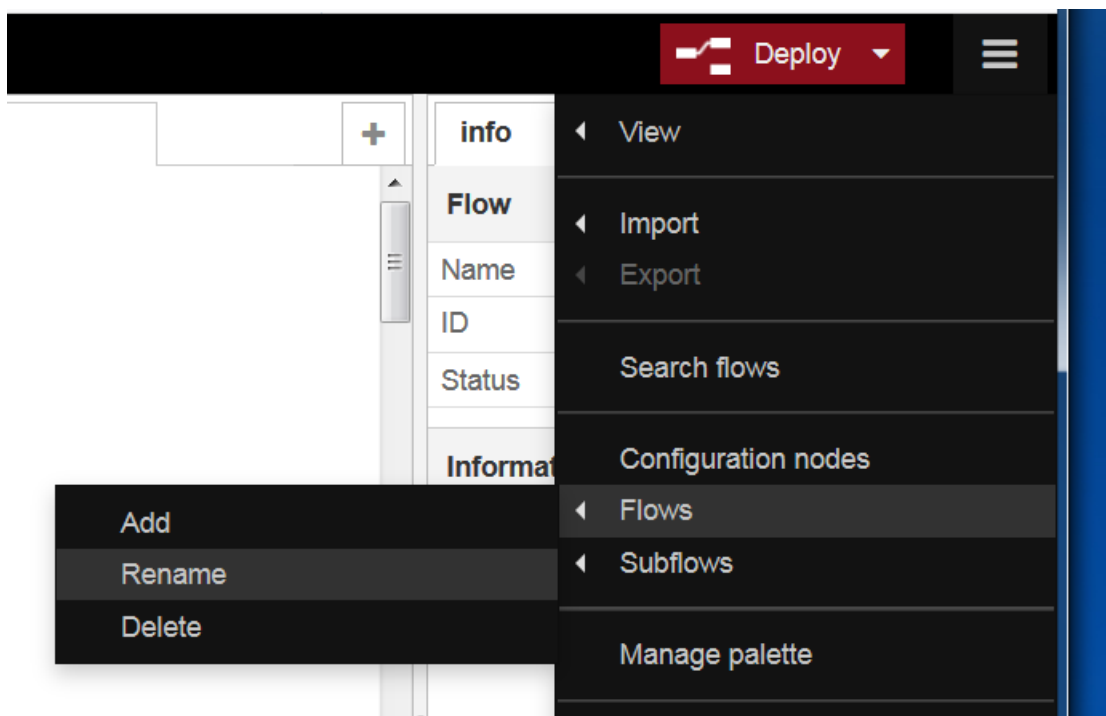 Deploy
info
View
Flow
Import
Name
Export
ID
Search flows
Status
Configuration nodes
Informat
Flows
Add
Subflows
Rename
Delete
Manage palette